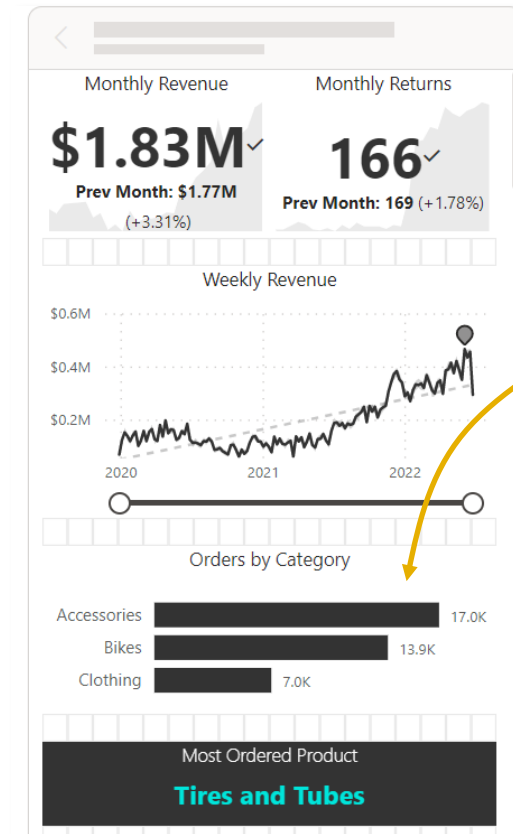 Monthly Revenue
$1.83M
Prev Month: $1.77M
(+3.31%)
Monthly Returns
166
Prev Month: 169 (+1.78%)
Weekly Revenue
$0.6M
$0.4M
$0.2M
2020 2021 2022
Orders by Category
Accessories 17.0K
Bikes 13.9K
Clothing 7.0K
Most Ordered Product
Tires and Tubes